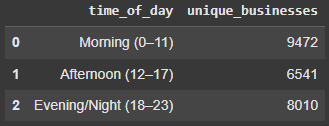 time_of_day unique_businesses
0 Morning (0–11) 9472
1 Afternoon (12–17) 6541
2 Evening/Night (18–23) 8010